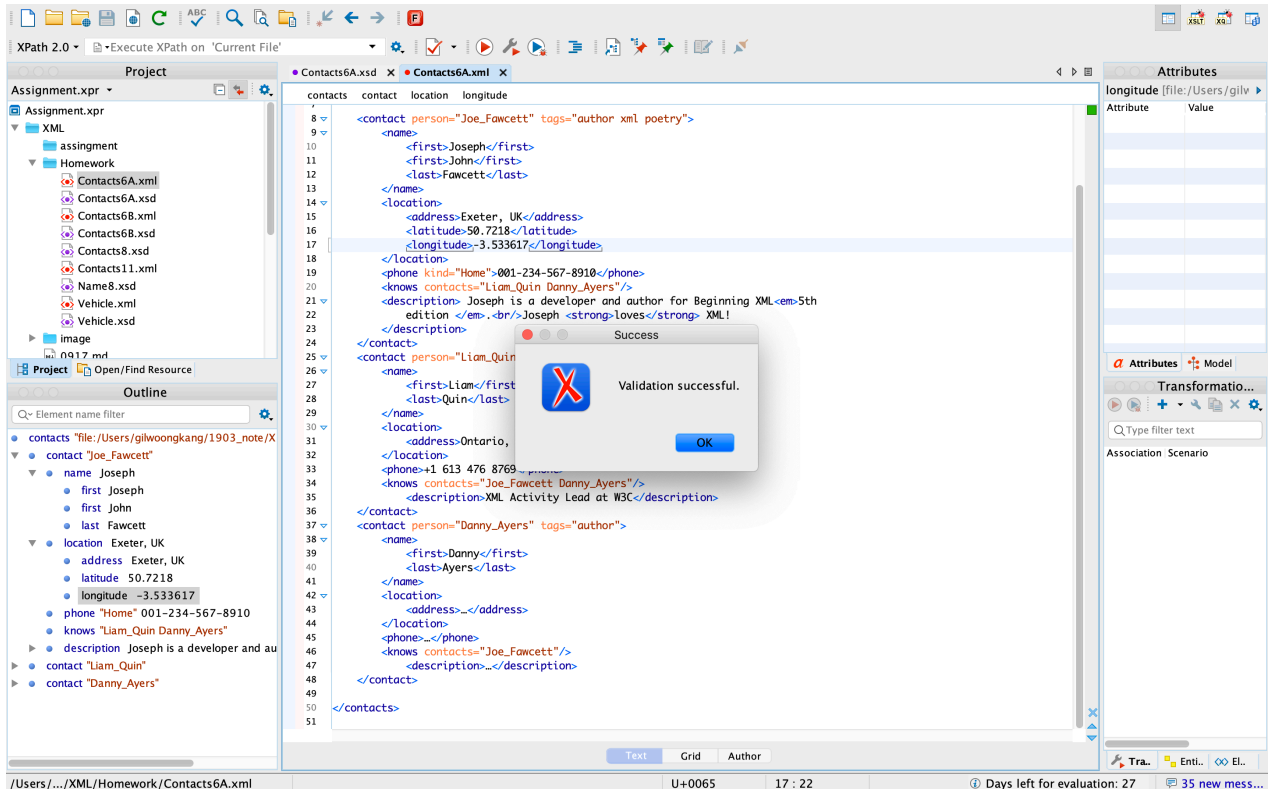 ABC
F
XSLT
XQ
XPath 2.0
Execute XPath on 'Current File'
Project
Assignment.xpr
Assignment.xpr
XML
assingment
Homework
Contacts6A.xml
Contacts6A.xsd
Contacts6B.xml
Contacts6B.xsd
Contacts8.xsd
Contacts11.xml
Name8.xsd
Vehicle.xml
Vehicle.xsd
image
0917.md
Project Open/Find Resource
Outline
Element name filter
contacts "file:/Users/gilwoongkang/1903_note/X
contact "Joe_Fawcett"
name Joseph
first Joseph
first John
last Fawcett
location Exeter, UK
address Exeter, UK
latitude 50.7218
longitude -3.533617
phone "Home" 001-234-567-8910
knows "Liam_Quin Danny_Ayers"
description Joseph is a developer and au
contact "Liam_Quin"
contact "Danny_Ayers"
Contacts6A.xsd Contacts6A.xml
contacts contact location longitude
7
8 <contact person="Joe_Fawcett" tags="author xml poetry">
9 <name>
10 <first>Joseph</first>
11 <first>John</first>
12 <last>Fawcett</last>
13 </name>
14 <location>
15 <address>Exeter, UK</address>
16 <latitude>50.7218</latitude>
17 <longitude>-3.533617</longitude>
18 </location>
19 <phone kind="Home">001-234-567-8910</phone>
20 <knows contacts="Liam_Quin Danny_Ayers"/>
21 <description> Joseph is a developer and author for Beginning XML<em>5th
22 edition </em>.<br/>Joseph <strong>loves</strong> XML!
23 </description>
24 </contact>
25 <contact person="Liam_Quin
26 <name>
27 <first>Liam</first
28 <last>Quin</last>
29 </name>
30 <location>
31 <address>Ontario,
32 </location>
33 <phone>+1 613 476 8769</phone>
34 <knows contacts="Joe_Fawcett Danny_Ayers"/>
35 <description>XML Activity Lead at W3C</description>
36 </contact>
37 <contact person="Danny_Ayers" tags="author">
38 <name>
39 <first>Danny</first>
40 <last>Ayers</last>
41 </name>
42 <location>
43 <address>…</address>
44 </location>
45 <phone>…</phone>
46 <knows contacts="Joe_Fawcett"/>
47 <description>…</description>
48 </contact>
49
50 </contacts>
51
Success
Validation successful.
OK
Text Grid Author
Attributes
longitude [file:/Users/gilw
Attribute Value
Attributes Model
Transformatio...
Type filter text
Association Scenario
Tra.. Enti.. El..
/Users/.../XML/Homework/Contacts6A.xml
U+0065
17 : 22
Days left for evaluation: 27
35 new mess...